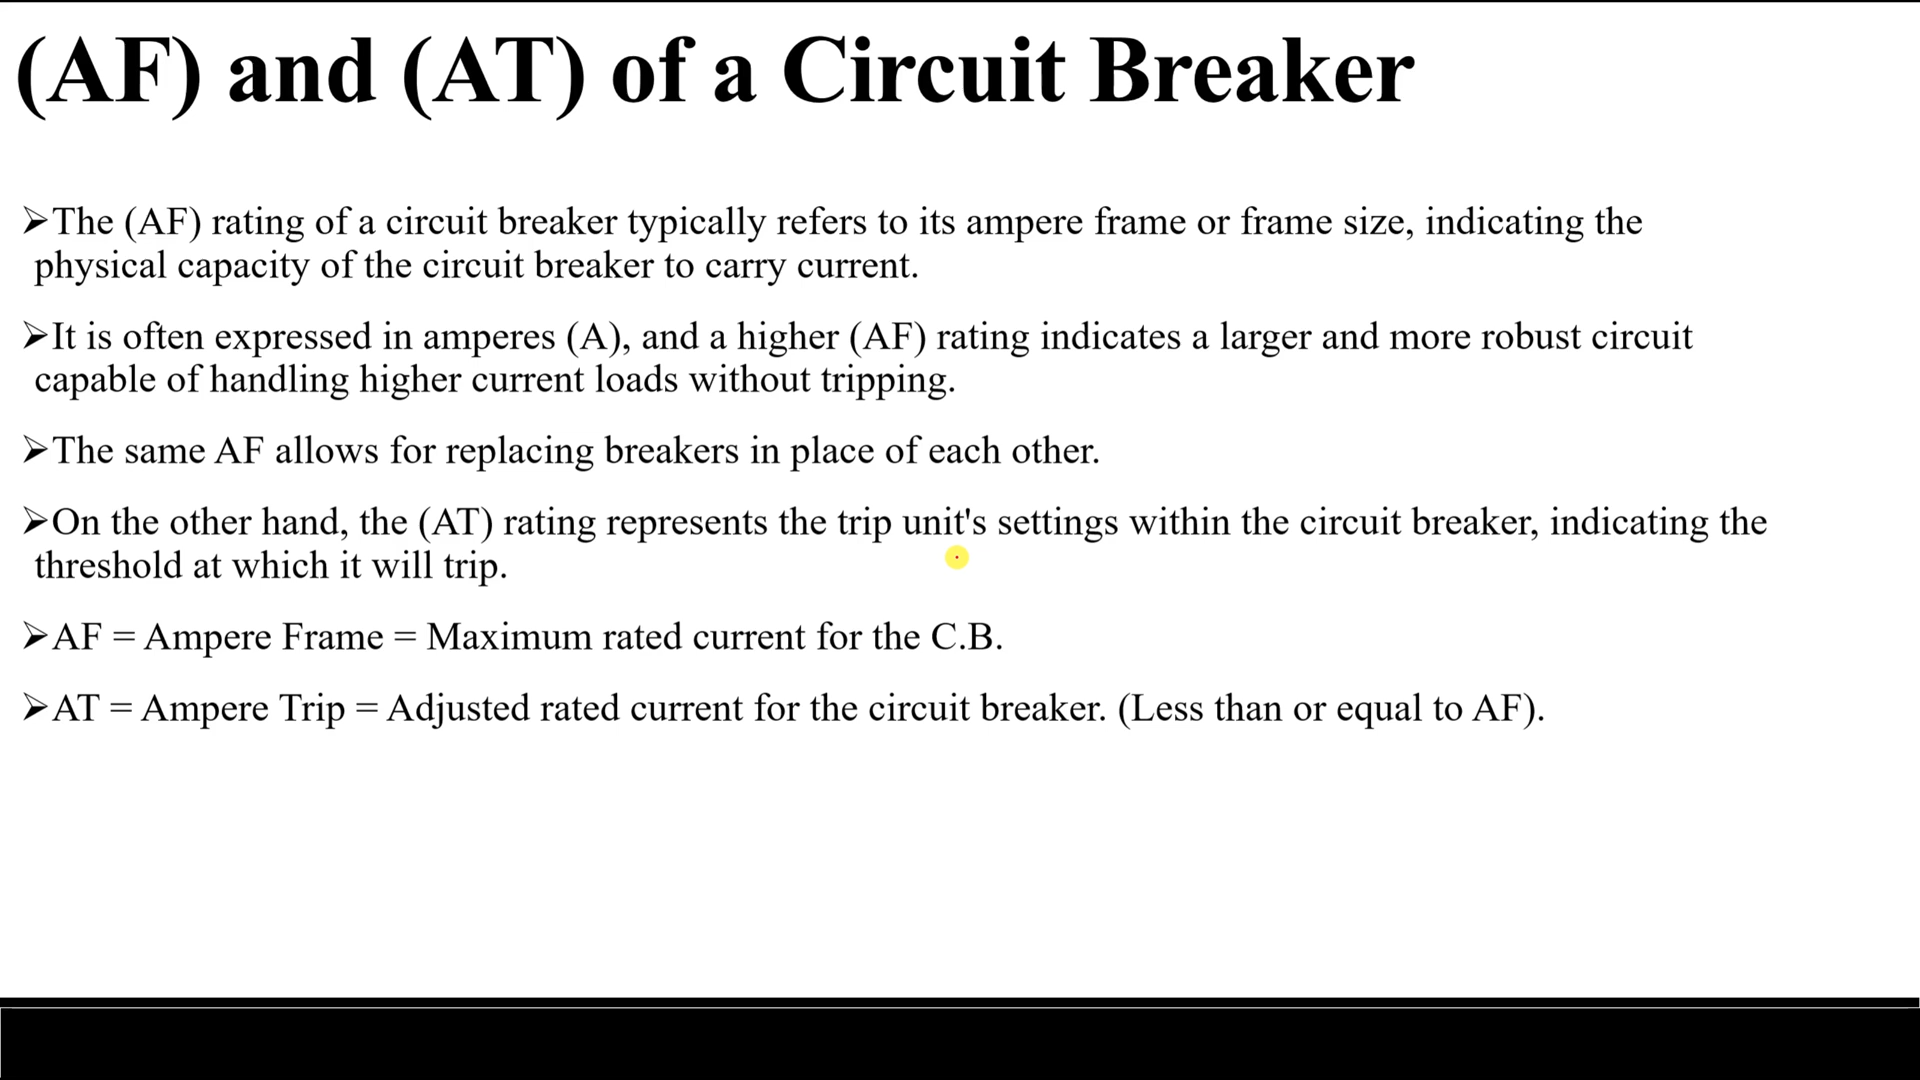 (AF) and (AT) of a Circuit Breaker
➢The (AF) rating of a circuit breaker typically refers to its ampere frame or frame size, indicating the
physical capacity of the circuit breaker to carry current.
➢It is often expressed in amperes (A), and a higher (AF) rating indicates a larger and more robust circuit
capable of handling higher current loads without tripping.
➢The same AF allows for replacing breakers in place of each other.
➢On the other hand, the (AT) rating represents the trip unit's settings within the circuit breaker, indicating the
threshold at which it will trip.
➢AF = Ampere Frame = Maximum rated current for the C.B.
➢AT = Ampere Trip = Adjusted rated current for the circuit breaker. (Less than or equal to AF).